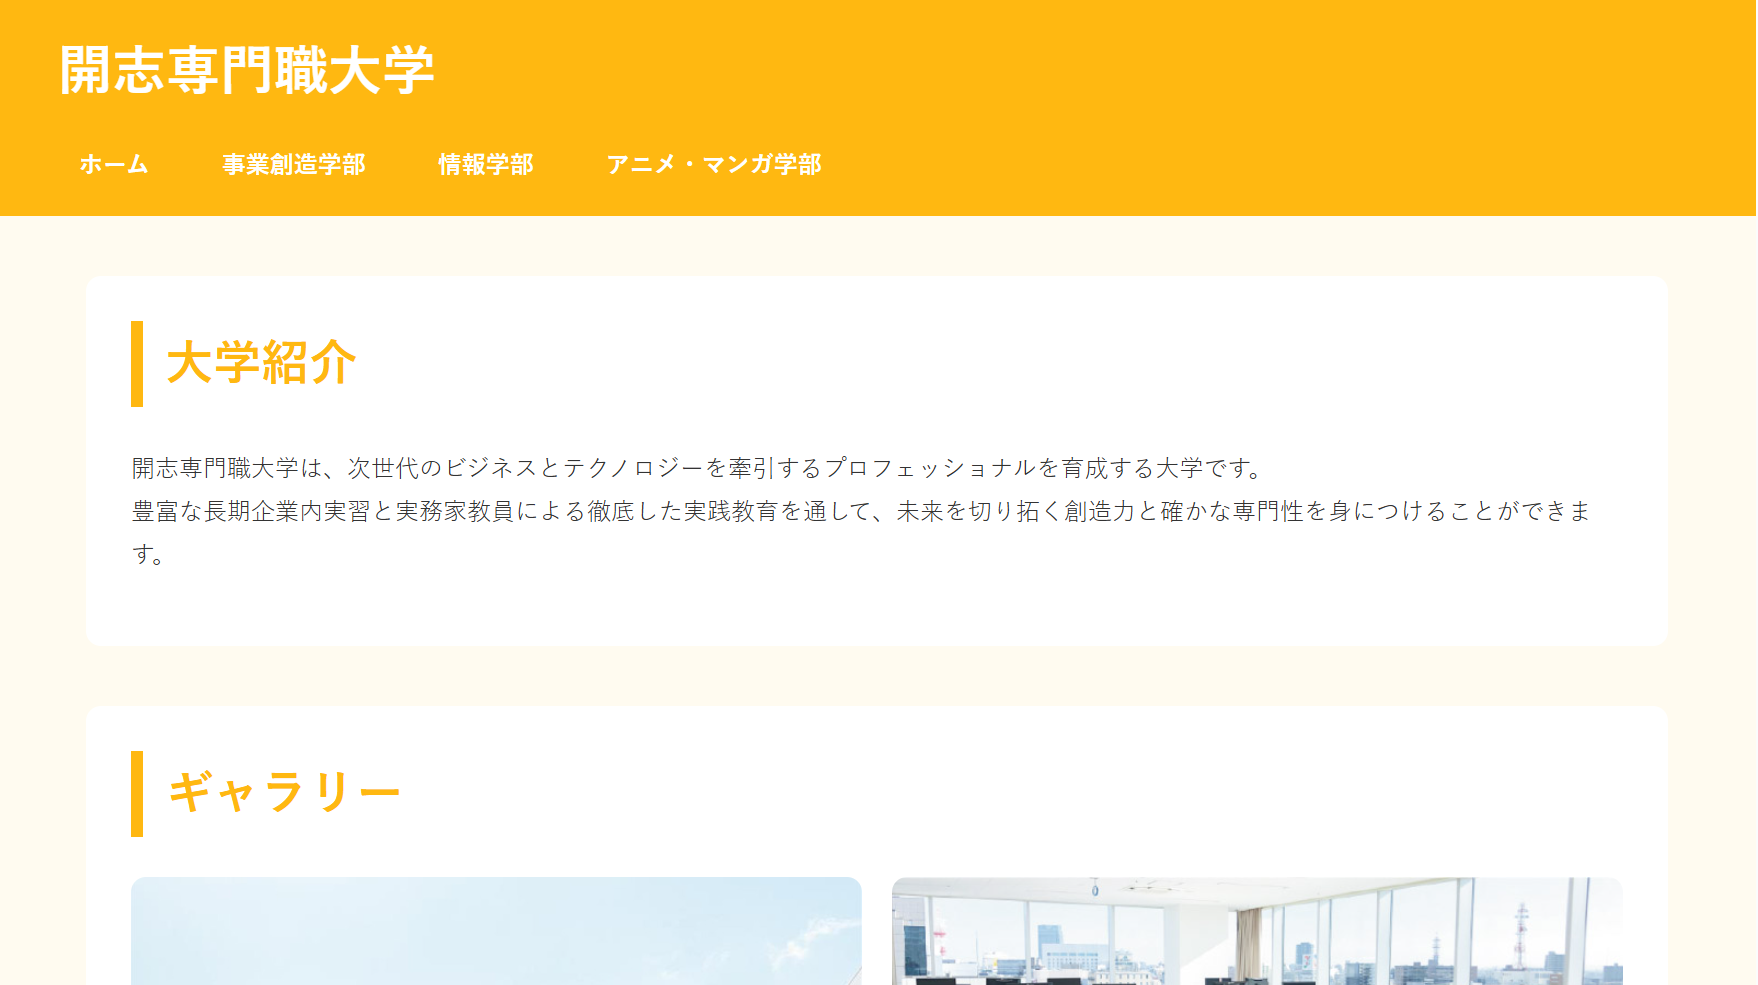 開志専門職大学
ホーム 事業創造学部 情報学部 アニメ・マンガ学部
大学紹介
開志専門職大学は、次世代のビジネスとテクノロジーを牽引するプロフェッショナルを育成する大学です。
豊富な長期企業内実習と実務家教員による徹底した実践教育を通して、未来を切り拓く創造力と確かな専門性を身につけることができま
す。
ギャラリー